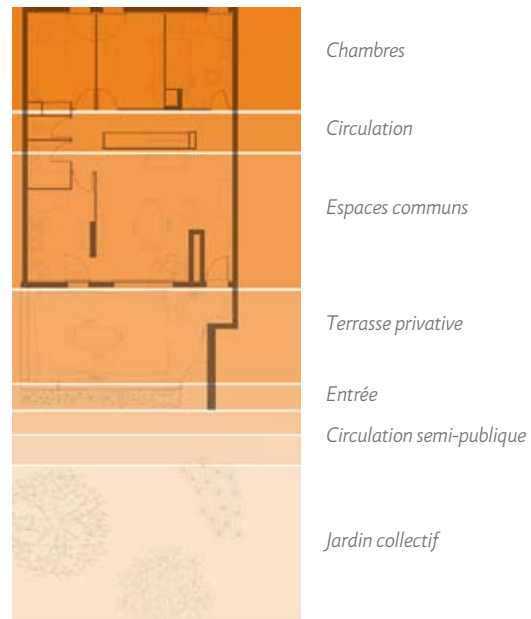 Chambres
Circulation
Espaces communs
Terrasse privative
Entrée
Circulation semi-publique
Jardin collectif